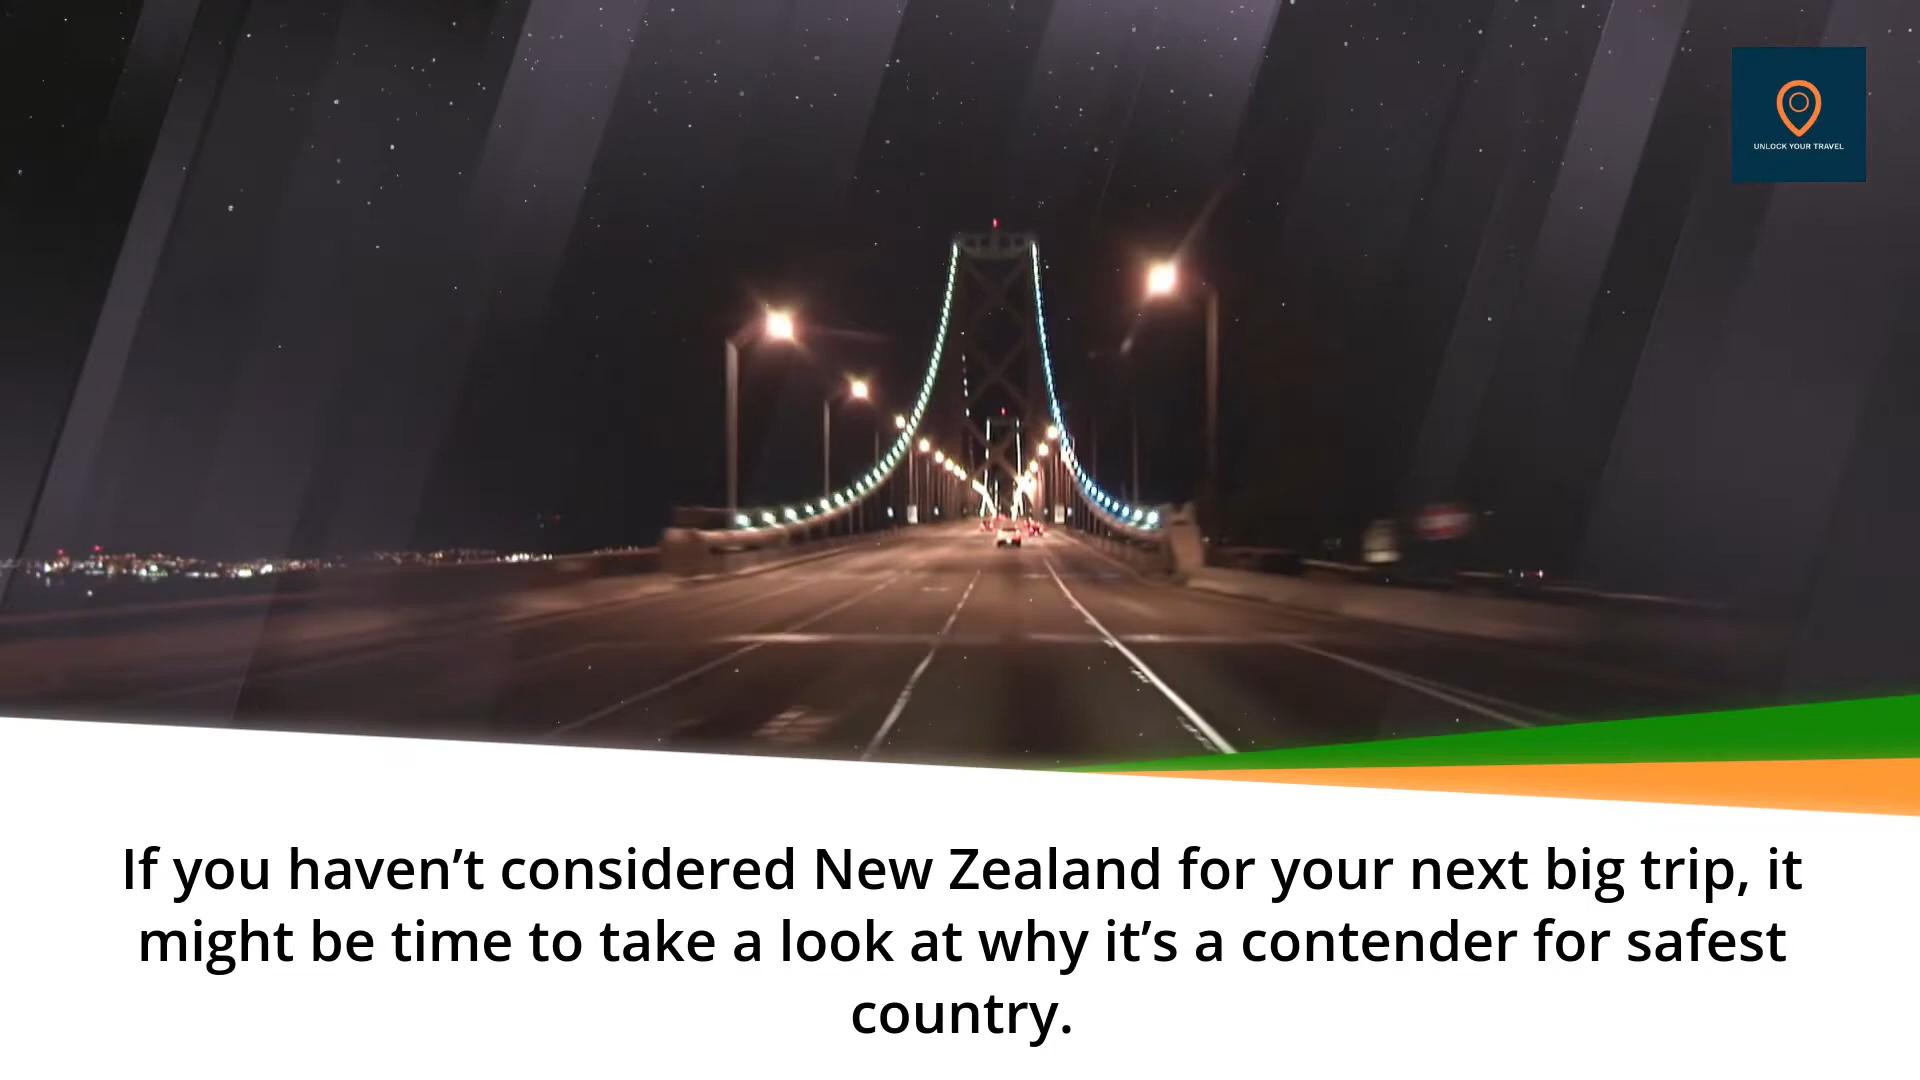 UNLOCK YOUR TRAVEL
If you haven’t considered New Zealand for your next big trip, it
might be time to take a look at why it’s a contender for safest
country.